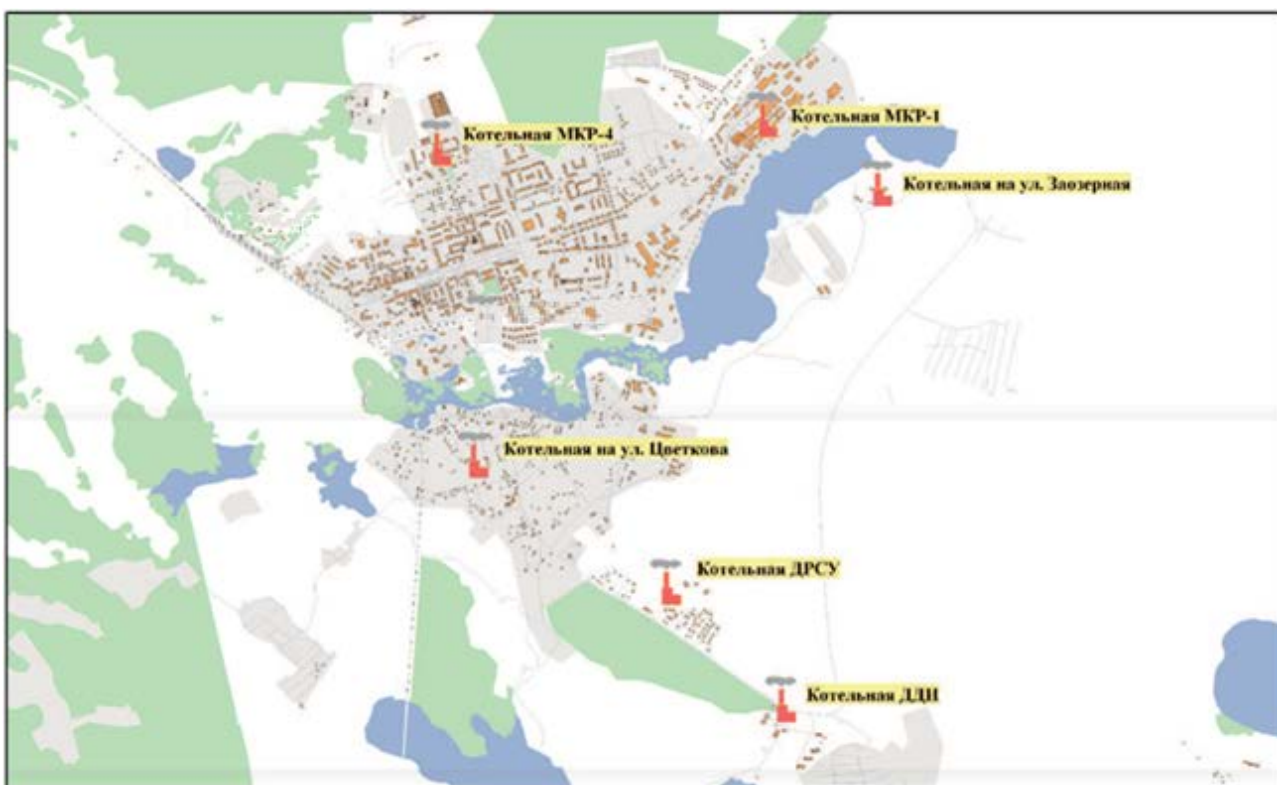 Котельная МКР-1
Котельная МКР-4
Котельная на ул. Заозерная
Котельная на ул. Цветкова
Котельная ДРСУ
Котельная ДДИ